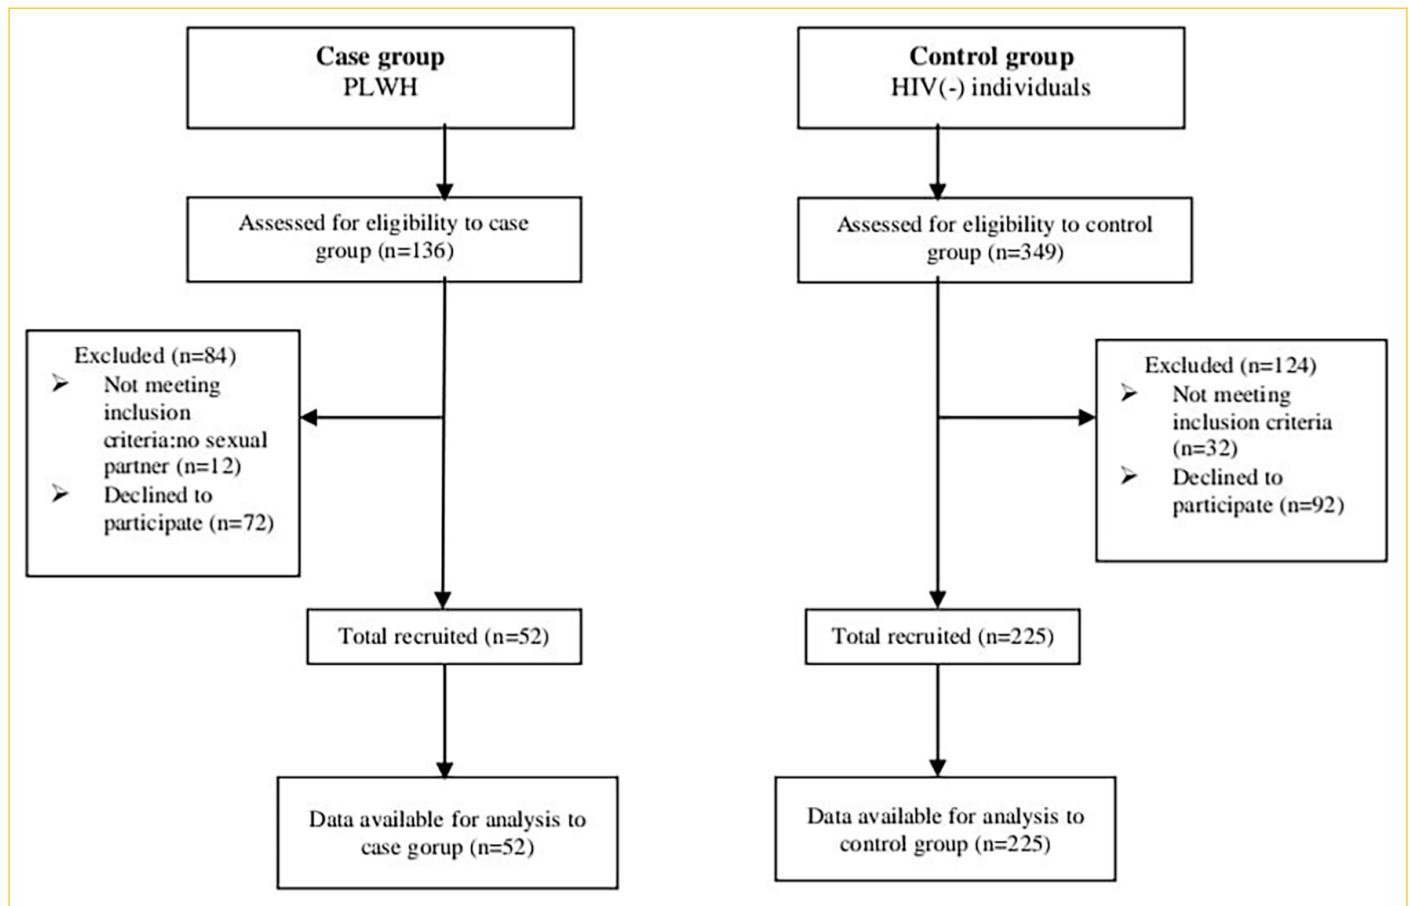 Case group
PLWH
Assessed for eligibility to case
group (n=136)
Excluded (n=84)
➢ Not meeting
inclusion
criteria:no sexual
partner (n=12)
➢ Declined to
participate (n=72)
Total recruited (n=52)
Data available for analysis to
case gorup (n=52)
Control group
HIV(-) individuals
Assessed for eligibility to control
group (n=349)
Excluded (n=124)
➢ Not meeting
inclusion criteria
(n=32)
➢ Declined to
participate (n=92)
Total recruited (n=225)
Data available for analysis to
control group (n=225)